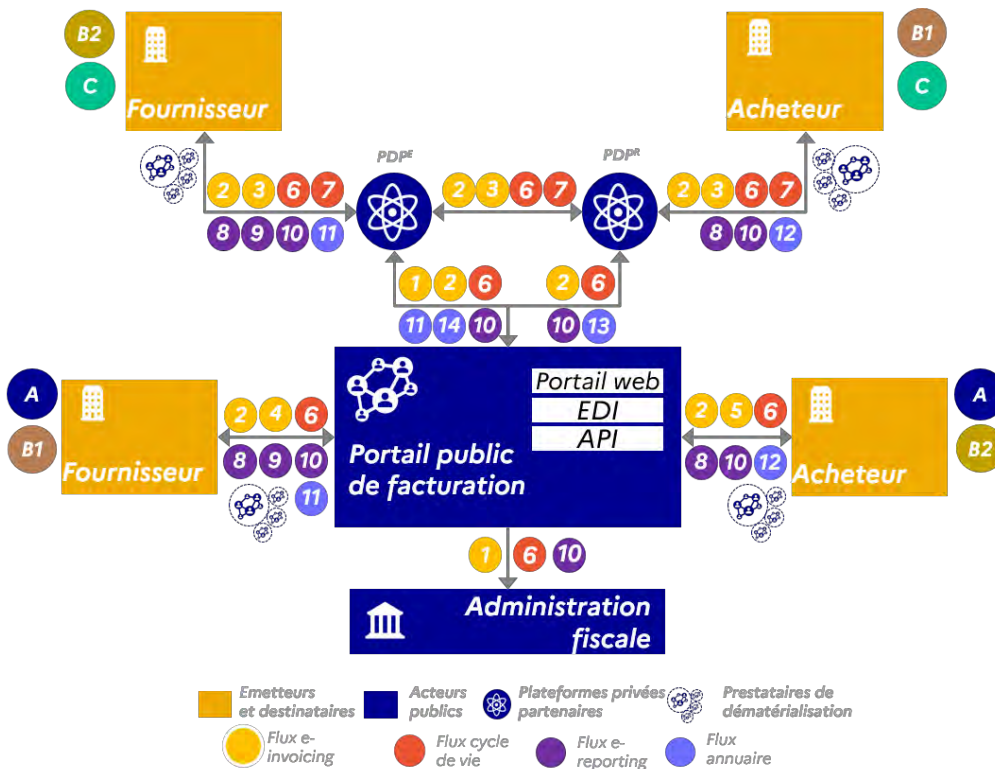 B2
C
Fournisseur
B1
C
Acheteur
PDPᴱ
PDPᴿ
2 3 6 7
8 9 10 11
2 3 6 7
2 3 6 7
8 10 12
1 2 6
11 14 10
2 6
10 13
A
B1
Fournisseur
2 4 6
8 9 10
11
Portail public
de facturation
Portail web
EDI
API
2 5 6
8 10 12
Acheteur
A
B2
1 6 10
Administration
fiscale
Emetteurs
et destinataires
Acteurs
publics
Plateformes privées
partenaires
Prestataires de
dématérialisation
Flux e-
invoicing
Flux cycle
de vie
Flux e-
reporting
Flux
annuaire